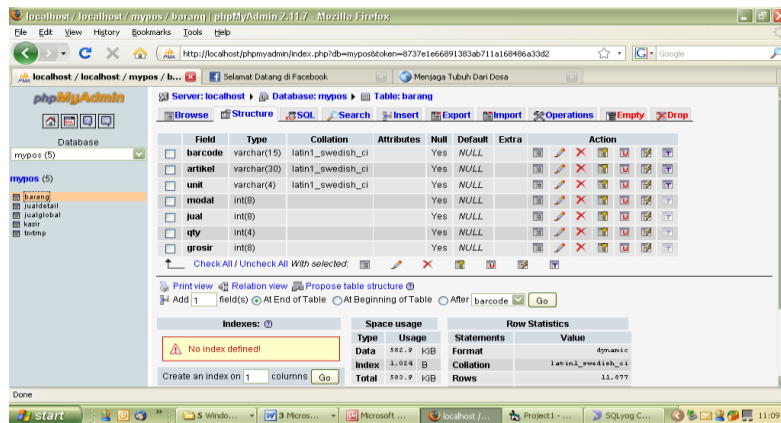 localhost / localhost / mypos / barang | phpMyAdmin 2.11.7 - Mozilla Firefox
File Edit View History Bookmarks Tools Help
http://localhost/phpmyadmin/index.php?db=mypos&token=8737e1e66891383ab711a168486a33d2
Google
localhost / localhost / mypos / b...
Selamat Datang di Facebook
Menjaga Tubuh Dari Dosa
phpMyAdmin
Database
mypos (5)
mypos (5)
barang
jualdetail
jualglobal
kasir
Server: localhost Database: mypos Table: barang
Browse Structure SQL Search Insert Export Import Operations Empty Drop
Field Type Collation Attributes Null Default Extra Action
barcode varchar(15) latin1_swedish_ci Yes NULL
artikel varchar(30) latin1_swedish_ci Yes NULL
unit varchar(4) latin1_swedish_ci Yes NULL
modal int(8) Yes NULL
jual int(8) Yes NULL
qty int(4) Yes NULL
grosir int(8) Yes NULL
Check All / Uncheck All With selected:
Print view Relation view Propose table structure
Add 1 field(s) At End of Table At Beginning of Table After barcode Go
Indexes:
No index defined!
Create an index on 1 columns Go
Space usage
Type Usage
Data 582.9 KiB
Index 1,024 B
Total 583.9 KiB
Row Statistics
Statements Value
Format dynamic
Collation latin1_swedish_ci
Rows 11,877
Done
start
5 Windo...
3 Micros...
Microsoft ...
localhost /...
Project1 - ...
SQLyog C...
11:09